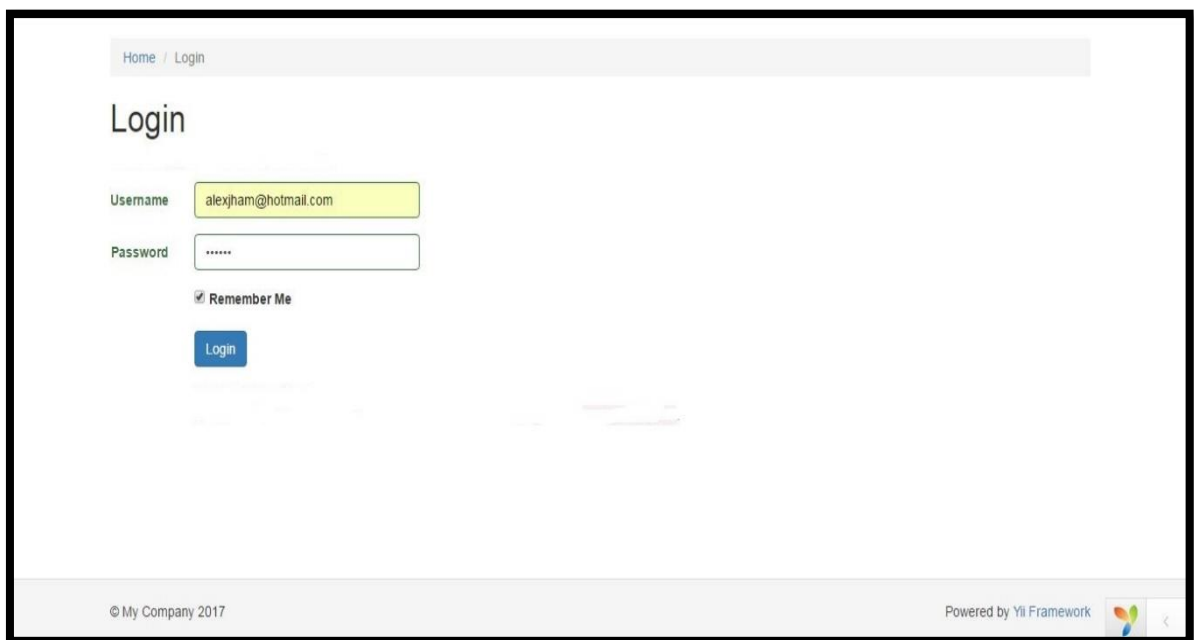 Home / Login
Login
Username alexjham@hotmail.com
Password ••••••
Remember Me
Login
© My Company 2017 Powered by Yii Framework